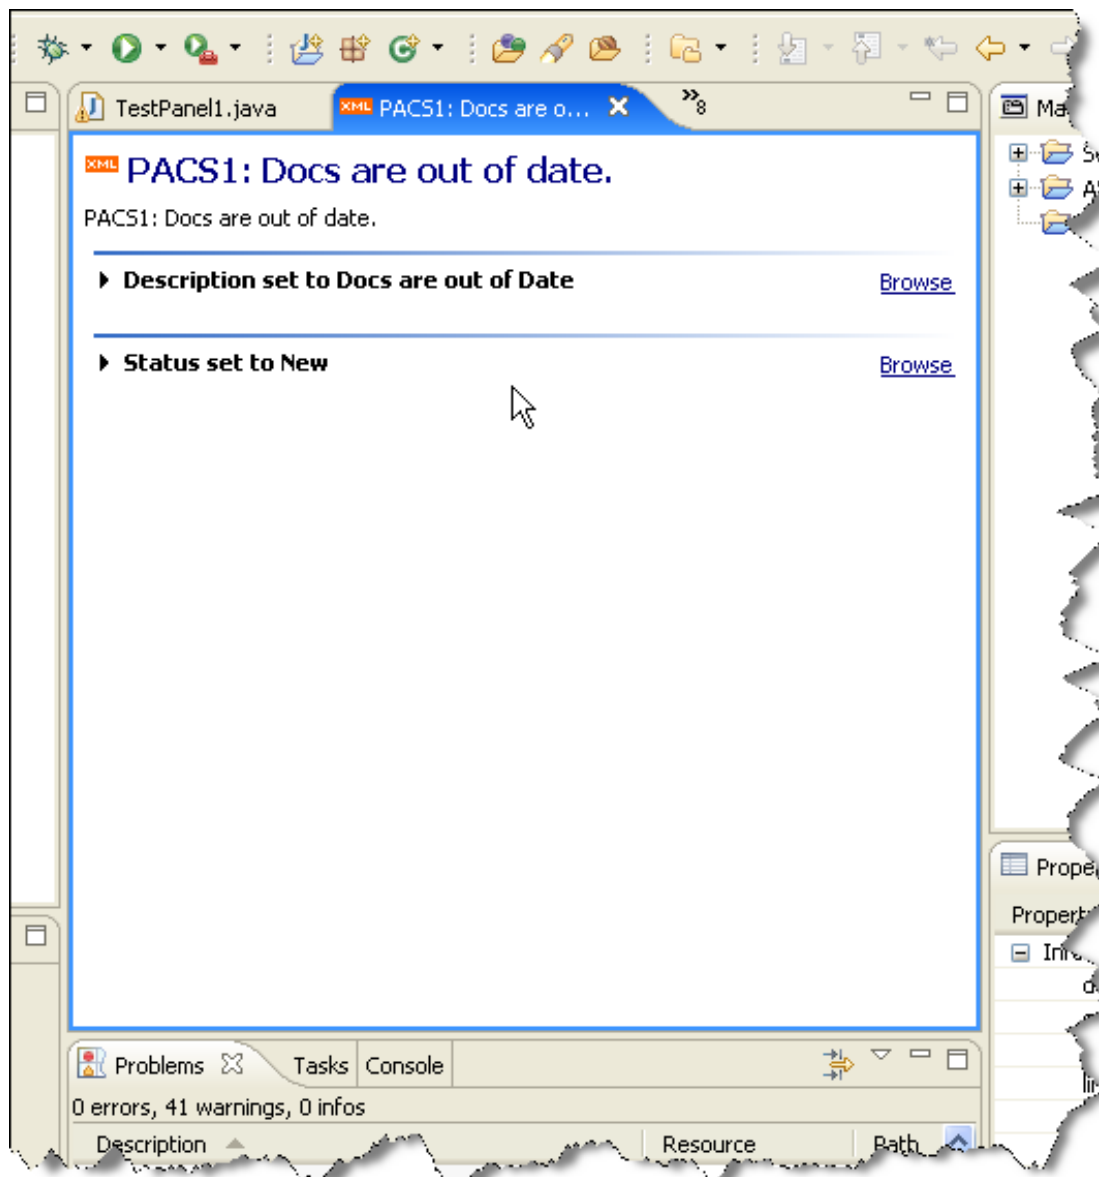 TestPanel1.java
XML PACS1: Docs are o...
»8
XML PACS1: Docs are out of date.
PACS1: Docs are out of date.
Description set to Docs are out of Date
Browse
Status set to New
Browse
Problems
Tasks
Console
0 errors, 41 warnings, 0 infos
Description
Resource
Path